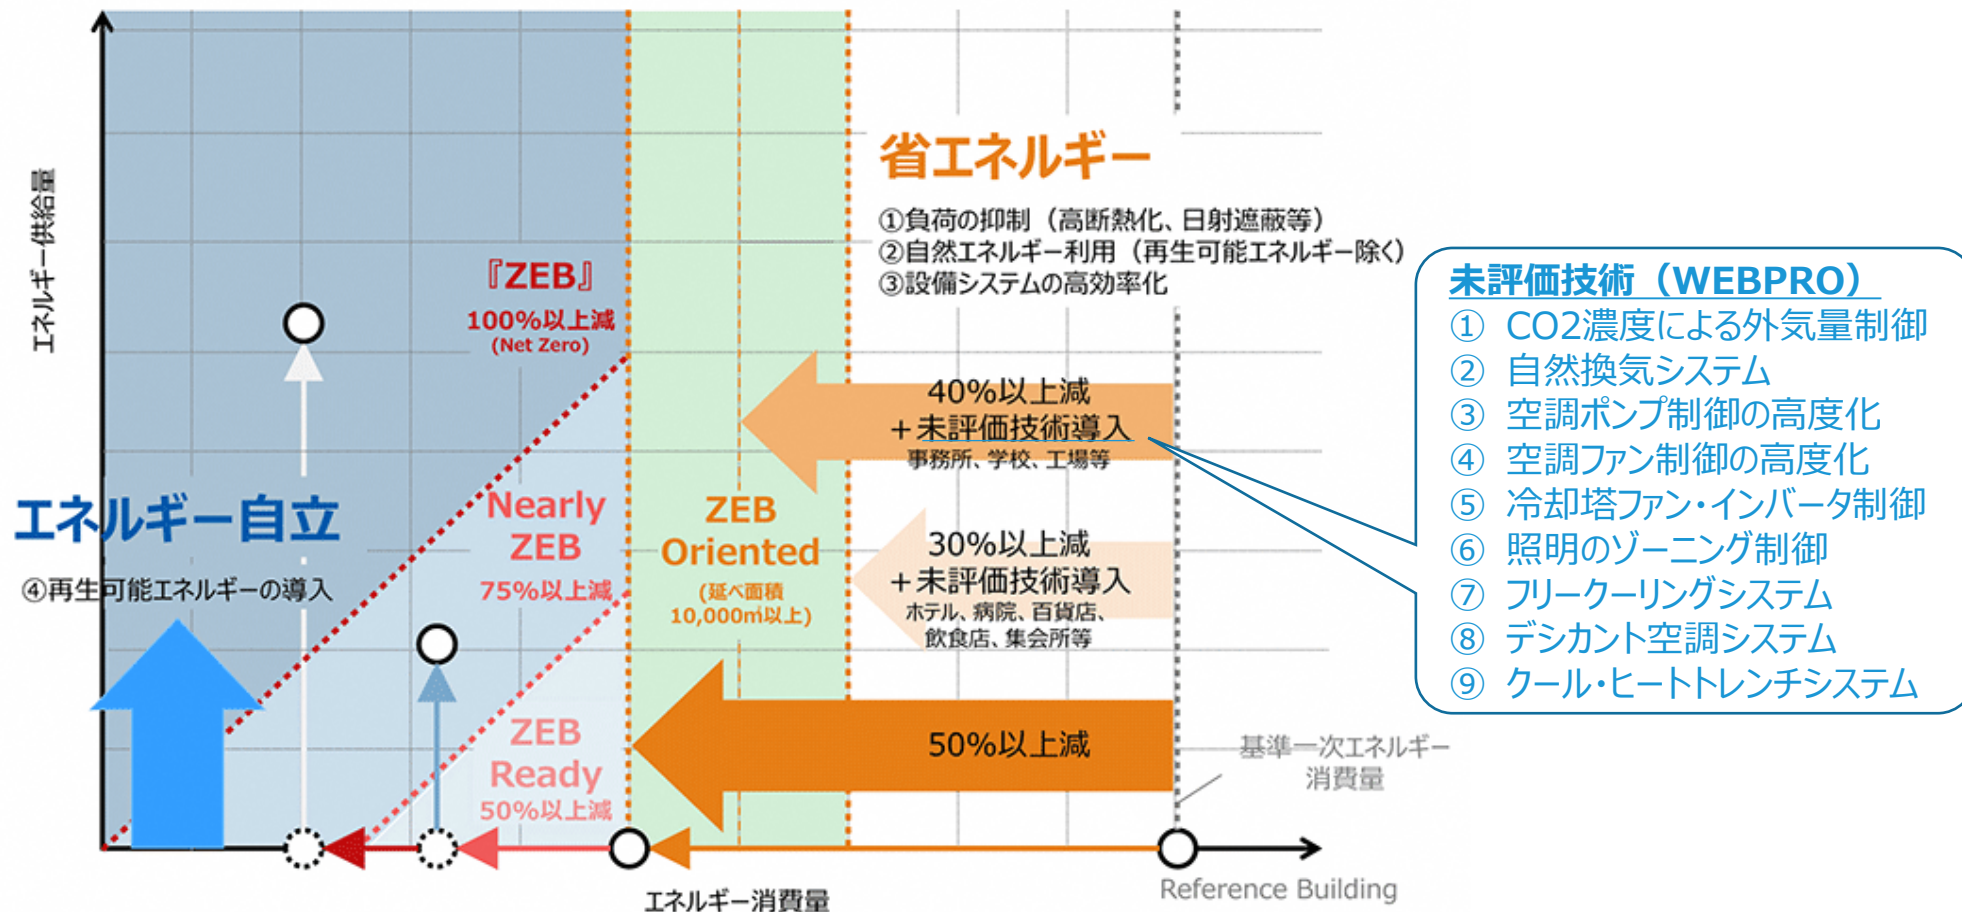 エネルギー供給量
省エネルギー
①負荷の抑制（高断熱化、日射遮蔽等）
②自然エネルギー利用（再生可能エネルギー除く）
③設備システムの高効率化
『ZEB』
100%以上減
(Net Zero)
40%以上減
＋未評価技術導入
事務所、学校、工場等
エネルギー自立
④再生可能エネルギーの導入
Nearly
ZEB
75%以上減
ZEB
Oriented
(延べ面積
10,000㎡以上)
30%以上減
＋未評価技術導入
ホテル、病院、百貨店、
飲食店、集会所等
ZEB
Ready
50%以上減
50%以上減
基準一次エネルギー
消費量
エネルギー消費量
Reference Building
未評価技術（WEBPRO）
① CO2濃度による外気量制御
② 自然換気システム
③ 空調ポンプ制御の高度化
④ 空調ファン制御の高度化
⑤ 冷却塔ファン・インバータ制御
⑥ 照明のゾーニング制御
⑦ フリークーリングシステム
⑧ デシカント空調システム
⑨ クール・ヒートトレンチシステム